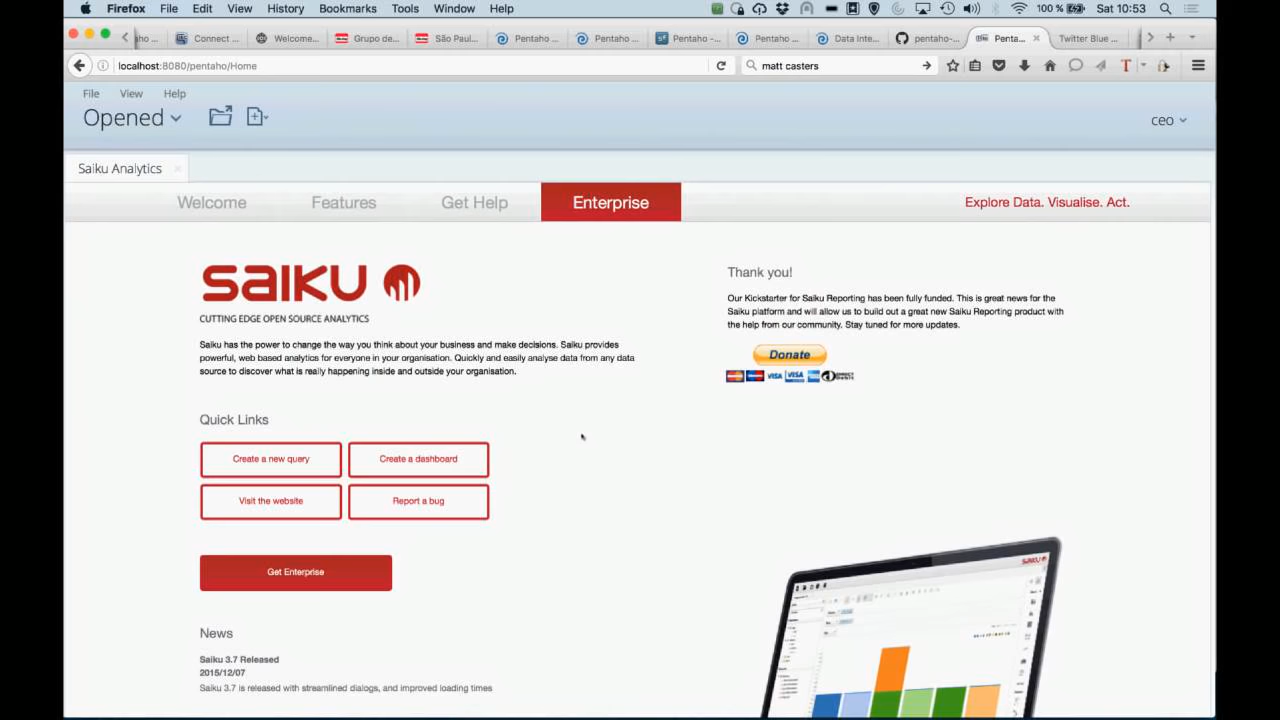 Firefox File Edit View History Bookmarks Tools Window Help 100 % Sat 10:53
ho ... Connect ... Welcome... Grupo de... São Paul... Pentaho ... Pentaho ... Pentaho -... Pentaho ... Data Inte... pentaho-... Penta... Twitter Blue ...
localhost:8080/pentaho/Home matt casters
File View Help
Opened
ceo
Saiku Analytics
Welcome Features Get Help Enterprise Explore Data. Visualise. Act.
saiku
CUTTING EDGE OPEN SOURCE ANALYTICS
Saiku has the power to change the way you think about your business and make decisions. Saiku provides
powerful, web based analytics for everyone in your organisation. Quickly and easily analyse data from any data
source to discover what is really happening inside and outside your organisation.
Thank you!
Our Kickstarter for Saiku Reporting has been fully funded. This is great news for the
Saiku platform and will allow us to build out a great new Saiku Reporting product with
the help from our community. Stay tuned for more updates.
Donate
VISA VISA
Quick Links
Create a new query Create a dashboard
Visit the website Report a bug
Get Enterprise
News
Saiku 3.7 Released
2015/12/07
Saiku 3.7 is released with streamlined dialogs, and improved loading times
SAIKU